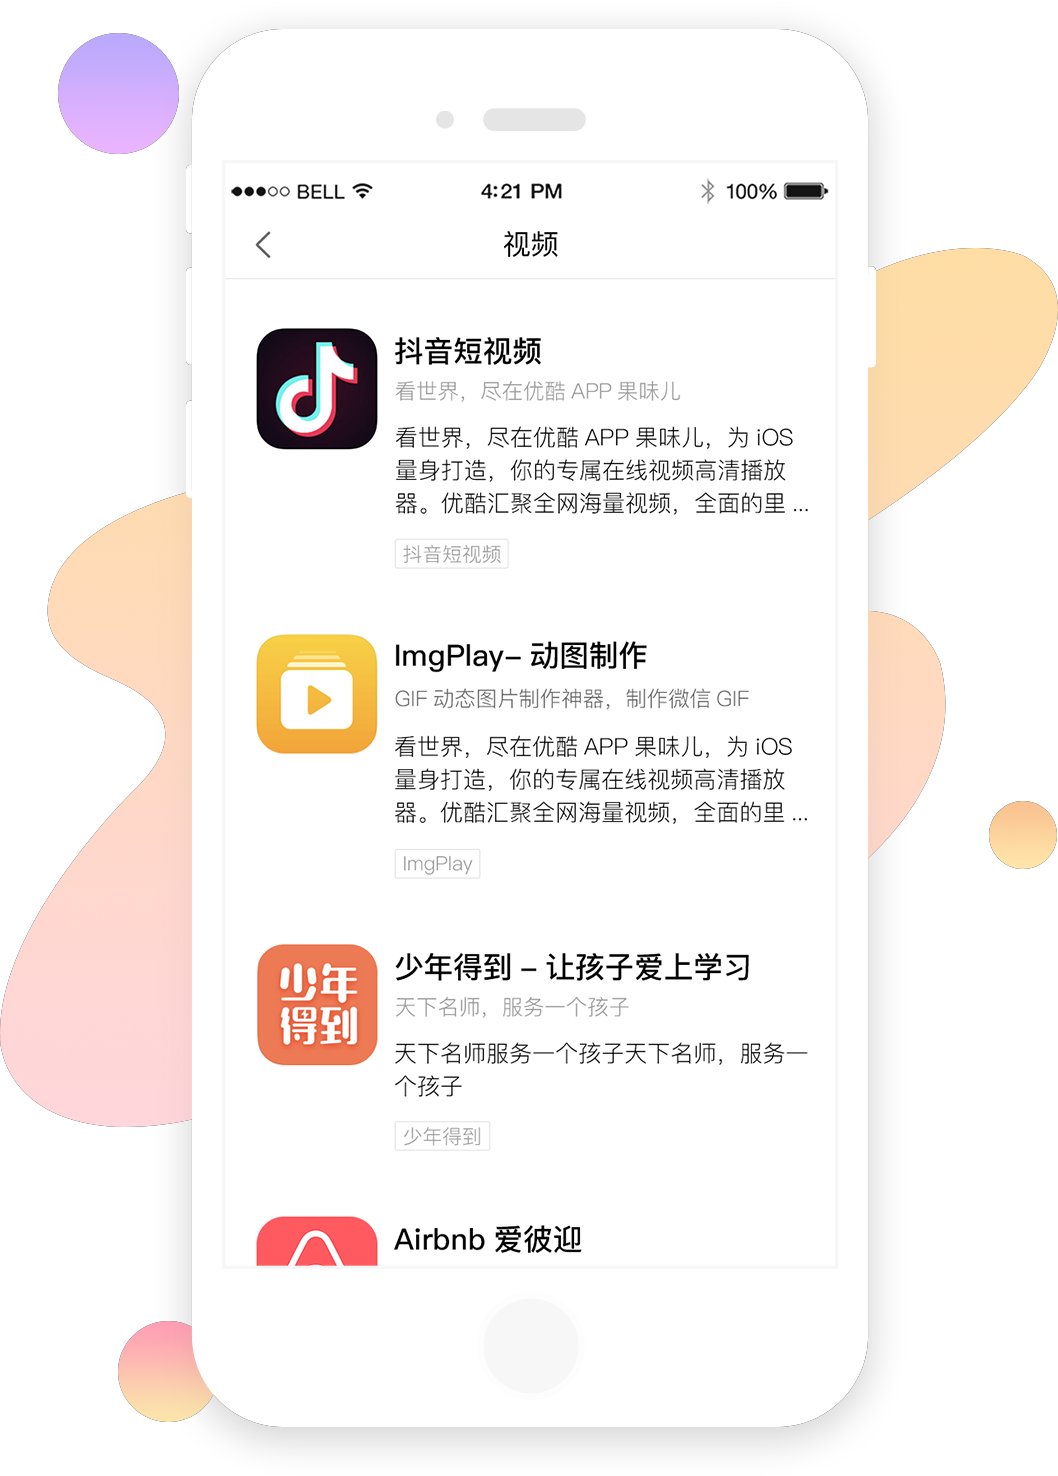 BELL 4:21 PM 100%
视频
抖音短视频
看世界，尽在优酷 APP 果味儿
看世界，尽在优酷 APP 果味儿，为 iOS
量身打造，你的专属在线视频高清播放
器。优酷汇聚全网海量视频，全面的里 ...
抖音短视频
ImgPlay– 动图制作
GIF 动态图片制作神器，制作微信 GIF
看世界，尽在优酷 APP 果味儿，为 iOS
量身打造，你的专属在线视频高清播放
器。优酷汇聚全网海量视频，全面的里 ...
ImgPlay
少年
得到
少年得到 – 让孩子爱上学习
天下名师，服务一个孩子
天下名师服务一个孩子天下名师，服务一
个孩子
少年得到
Airbnb 爱彼迎